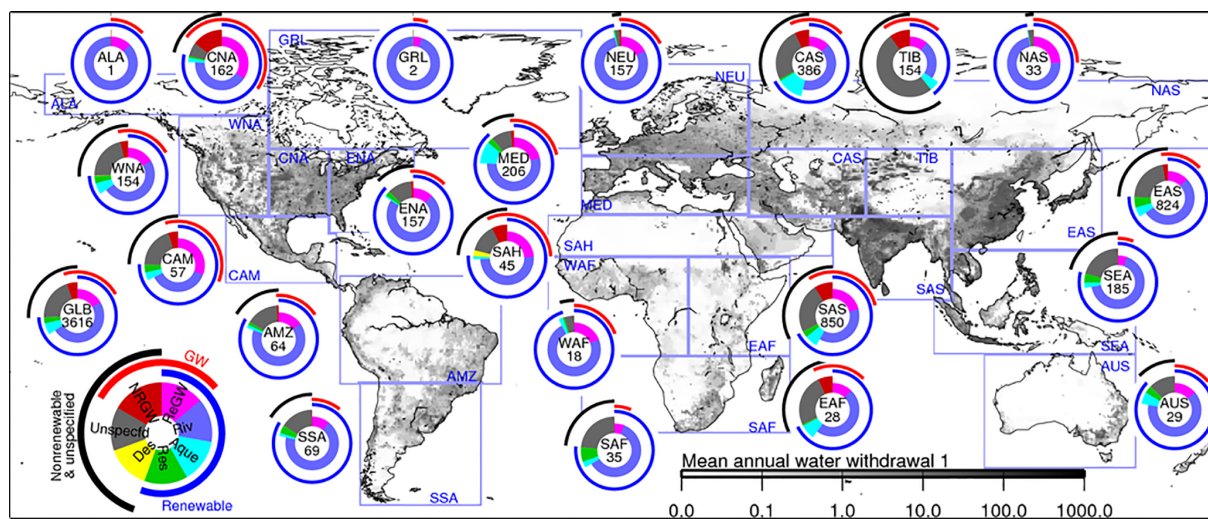 ALA
1
CNA
162
GRL
GRL
2
NEU
157
NEU
CAS
386
TIB
154
NAS
33
NAS
ALA
WNA
WNA
154
CNA
ENA
MED
206
CAS
TIB
EAS
824
ENA
157
MED
CAM
57
SAH
45
SAH
WAF
EAS
CAM
SEA
185
GLB
3616
AMZ
64
WAF
18
SAS
850
SAS
EAF
SEA
AUS
AMZ
GW
NRGW
ReGW
Riv
Aque
Res
Des
Unspecfd
Nonrenewable
& unspecified
Renewable
SSA
69
SSA
SAF
35
SAF
EAF
28
AUS
29
Mean annual water withdrawal 1
0.0 0.1 1.0 10.0 100.0 1000.0